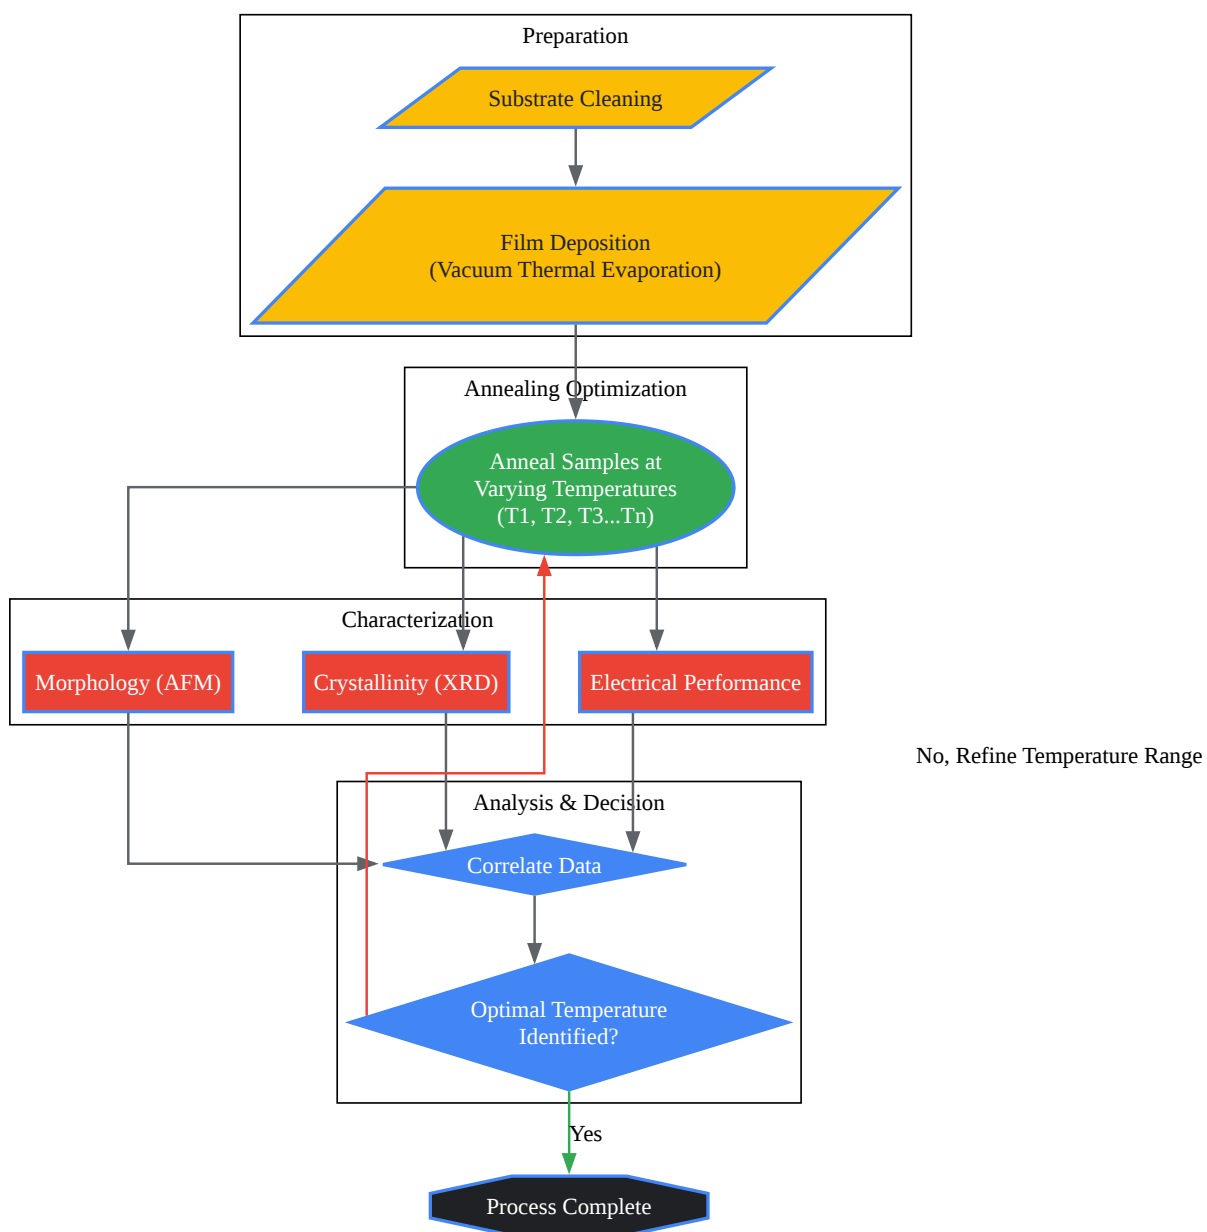 Preparation
Substrate Cleaning
Film Deposition
(Vacuum Thermal Evaporation)
Annealing Optimization
Anneal Samples at
Varying Temperatures
(T1, T2, T3...Tn)
Characterization
Morphology (AFM)
Crystallinity (XRD)
Electrical Performance
No, Refine Temperature Range
Analysis & Decision
Correlate Data
Optimal Temperature
Identified?
Yes
Process Complete